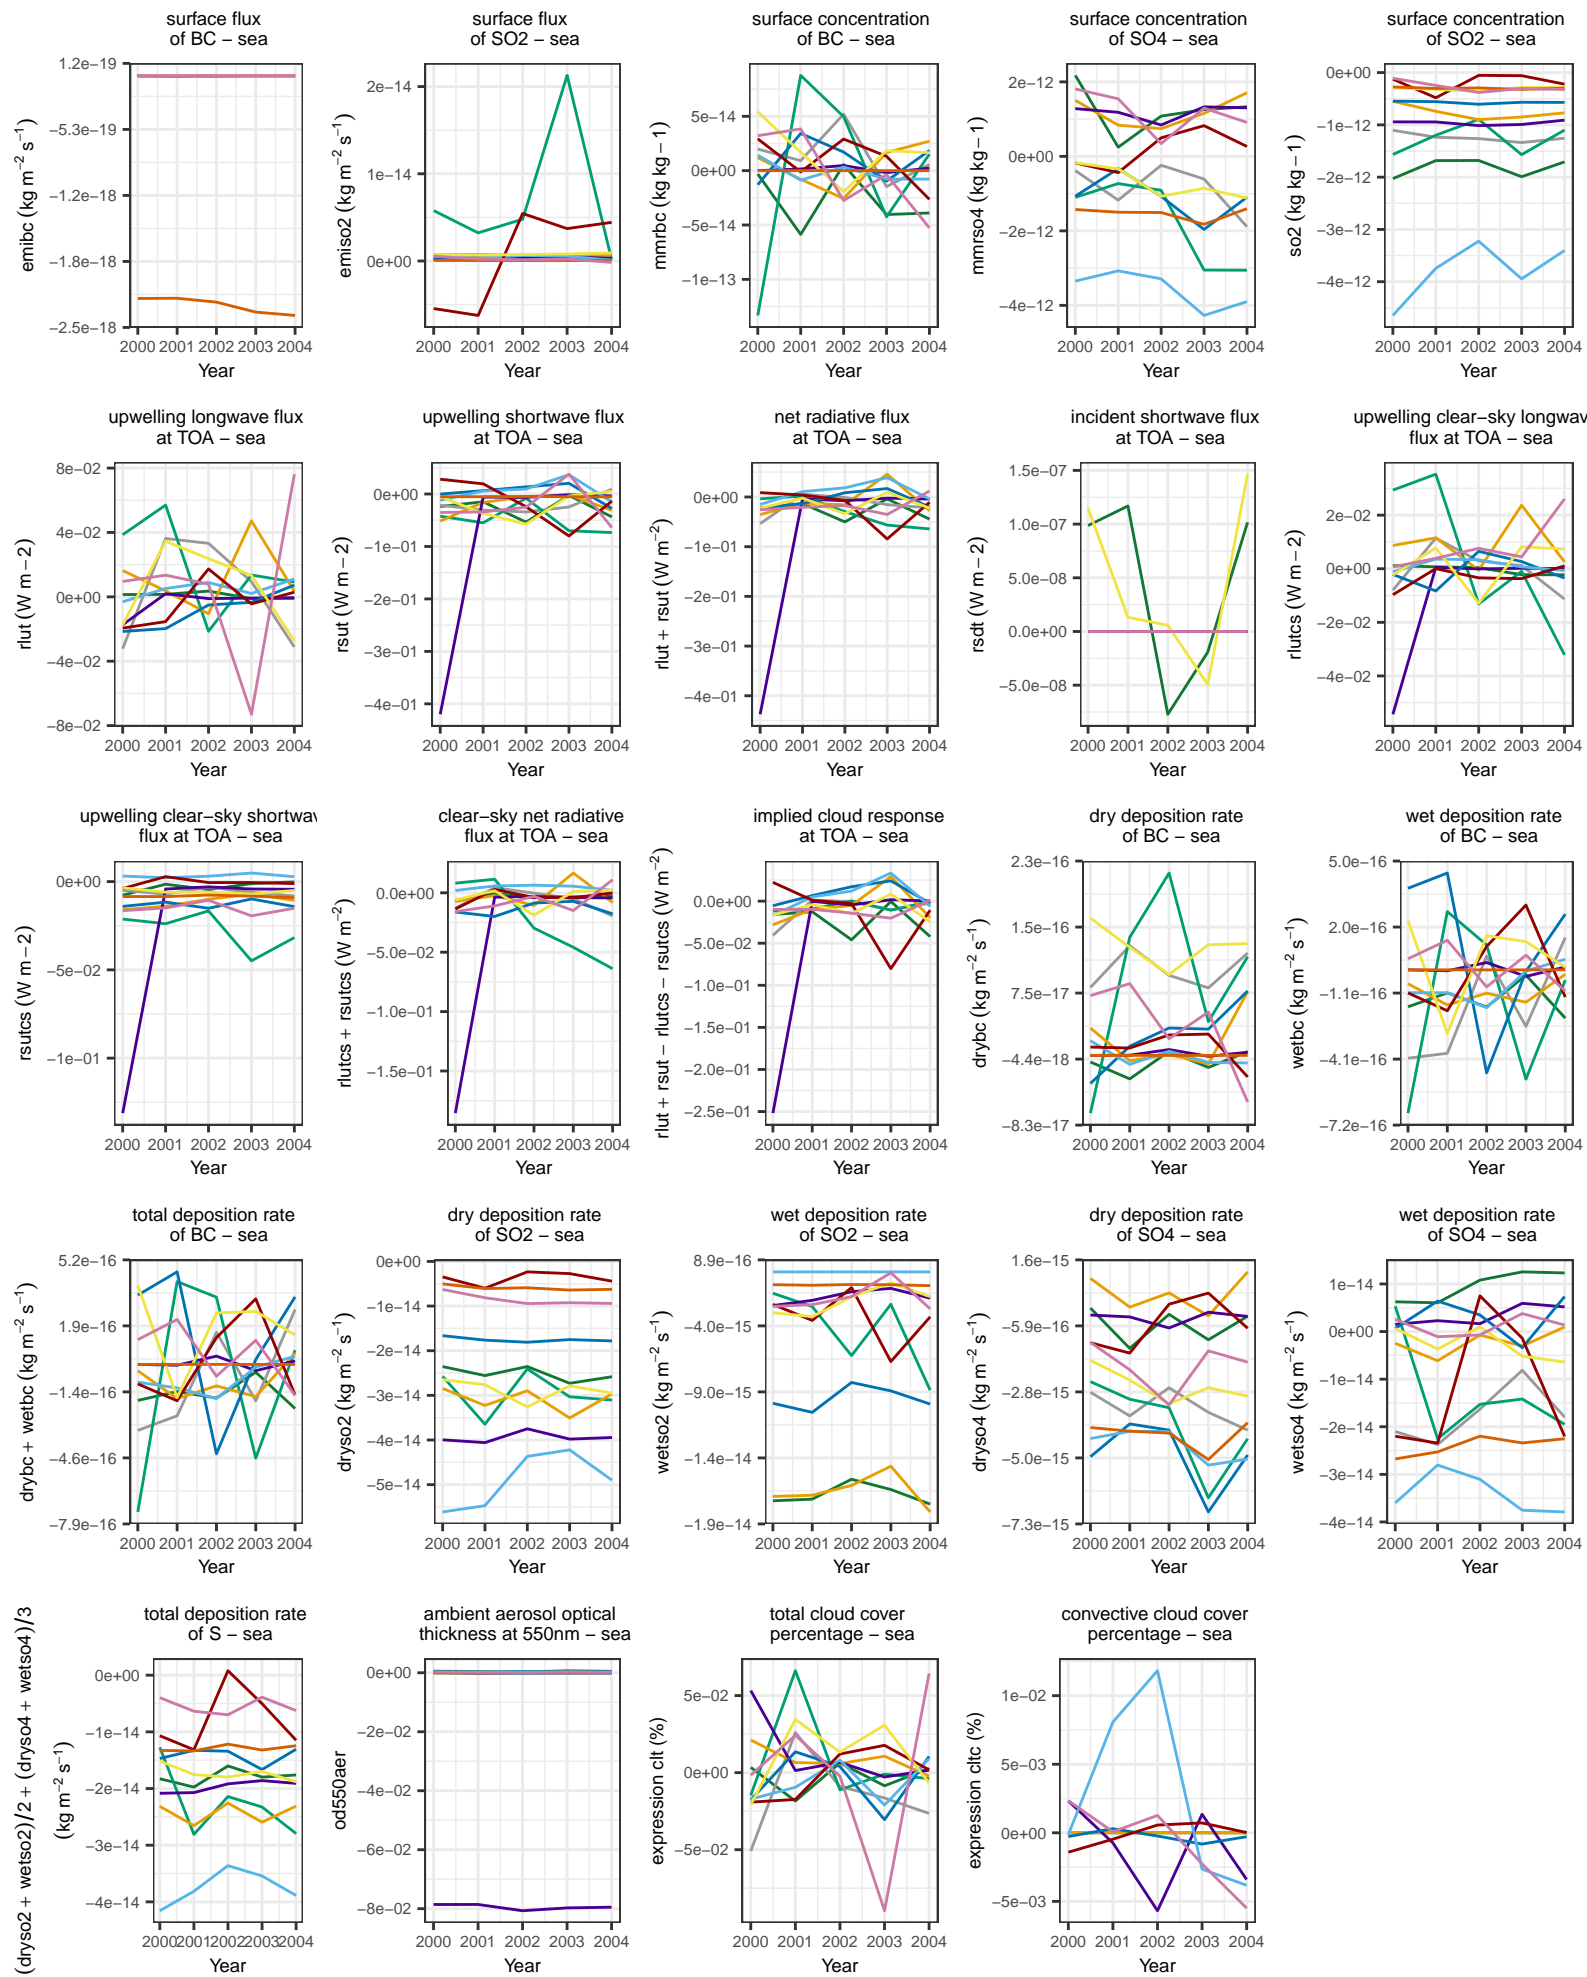 surface flux
of BC − sea
emibc (kg m−2 s−1)
1.2e−19
−5.3e−19
−1.2e−18
−1.8e−18
−2.5e−18
2000 2001 2002 2003 2004
Year
surface flux
of SO2 − sea
emiso2 (kg m−2 s−1)
2e−14
1e−14
0e+00
2000 2001 2002 2003 2004
Year
surface concentration
of BC − sea
mmrbc (kg kg − 1)
5e−14
0e+00
−5e−14
−1e−13
2000 2001 2002 2003 2004
Year
surface concentration
of SO4 − sea
mmrso4 (kg kg − 1)
2e−12
0e+00
−2e−12
−4e−12
2000 2001 2002 2003 2004
Year
surface concentration
of SO2 − sea
so2 (kg kg − 1)
0e+00
−1e−12
−2e−12
−3e−12
−4e−12
2000 2001 2002 2003 2004
Year
upwelling longwave flux
at TOA − sea
rlut (W m − 2)
8e−02
4e−02
0e+00
−4e−02
−8e−02
2000 2001 2002 2003 2004
Year
upwelling shortwave flux
at TOA − sea
rsut (W m − 2)
0e+00
−1e−01
−2e−01
−3e−01
−4e−01
2000 2001 2002 2003 2004
Year
net radiative flux
at TOA − sea
rlut + rsut (W m−2)
0e+00
−1e−01
−2e−01
−3e−01
−4e−01
2000 2001 2002 2003 2004
Year
incident shortwave flux
at TOA − sea
rsdt (W m − 2)
1.5e−07
1.0e−07
5.0e−08
0.0e+00
−5.0e−08
2000 2001 2002 2003 2004
Year
upwelling clear−sky longwav
flux at TOA − sea
rlutcs (W m − 2)
2e−02
0e+00
−2e−02
−4e−02
2000 2001 2002 2003 2004
Year
upwelling clear−sky shortwav
flux at TOA − sea
rsutcs (W m − 2)
0e+00
−5e−02
−1e−01
2000 2001 2002 2003 2004
Year
clear−sky net radiative
flux at TOA − sea
rlutcs + rsutcs (W m−2)
0.0e+00
−5.0e−02
−1.0e−01
−1.5e−01
2000 2001 2002 2003 2004
Year
implied cloud response
at TOA − sea
rlut + rsut − rlutcs − rsutcs (W m−2)
0.0e+00
−5.0e−02
−1.0e−01
−1.5e−01
−2.0e−01
−2.5e−01
2000 2001 2002 2003 2004
Year
dry deposition rate
of BC − sea
drybc (kg m−2 s−1)
2.3e−16
1.5e−16
7.5e−17
−4.4e−18
−8.3e−17
2000 2001 2002 2003 2004
Year
wet deposition rate
of BC − sea
wetbc (kg m−2 s−1)
5.0e−16
2.0e−16
−1.1e−16
−4.1e−16
−7.2e−16
2000 2001 2002 2003 2004
Year
total deposition rate
of BC − sea
drybc + wetbc (kg m−2 s−1)
5.2e−16
1.9e−16
−1.4e−16
−4.6e−16
−7.9e−16
2000 2001 2002 2003 2004
Year
dry deposition rate
of SO2 − sea
dryso2 (kg m−2 s−1)
0e+00
−1e−14
−2e−14
−3e−14
−4e−14
−5e−14
2000 2001 2002 2003 2004
Year
wet deposition rate
of SO2 − sea
wetso2 (kg m−2 s−1)
8.9e−16
−4.0e−15
−9.0e−15
−1.4e−14
−1.9e−14
2000 2001 2002 2003 2004
Year
dry deposition rate
of SO4 − sea
dryso4 (kg m−2 s−1)
1.6e−15
−5.9e−16
−2.8e−15
−5.0e−15
−7.3e−15
2000 2001 2002 2003 2004
Year
wet deposition rate
of SO4 − sea
wetso4 (kg m−2 s−1)
1e−14
0e+00
−1e−14
−2e−14
−3e−14
−4e−14
2000 2001 2002 2003 2004
Year
total deposition rate
of S − sea
(dryso2 + wetso2)/2 + (dryso4 + wetso4)/3
(kg m−2 s−1)
0e+00
−1e−14
−2e−14
−3e−14
−4e−14
2000 2001 2002 2003 2004
Year
ambient aerosol optical
thickness at 550nm − sea
od550aer
0e+00
−2e−02
−4e−02
−6e−02
−8e−02
2000 2001 2002 2003 2004
Year
total cloud cover
percentage − sea
expression clt (%)
5e−02
0e+00
−5e−02
2000 2001 2002 2003 2004
Year
convective cloud cover
percentage − sea
expression cltc (%)
1e−02
5e−03
0e+00
−5e−03
2000 2001 2002 2003 2004
Year